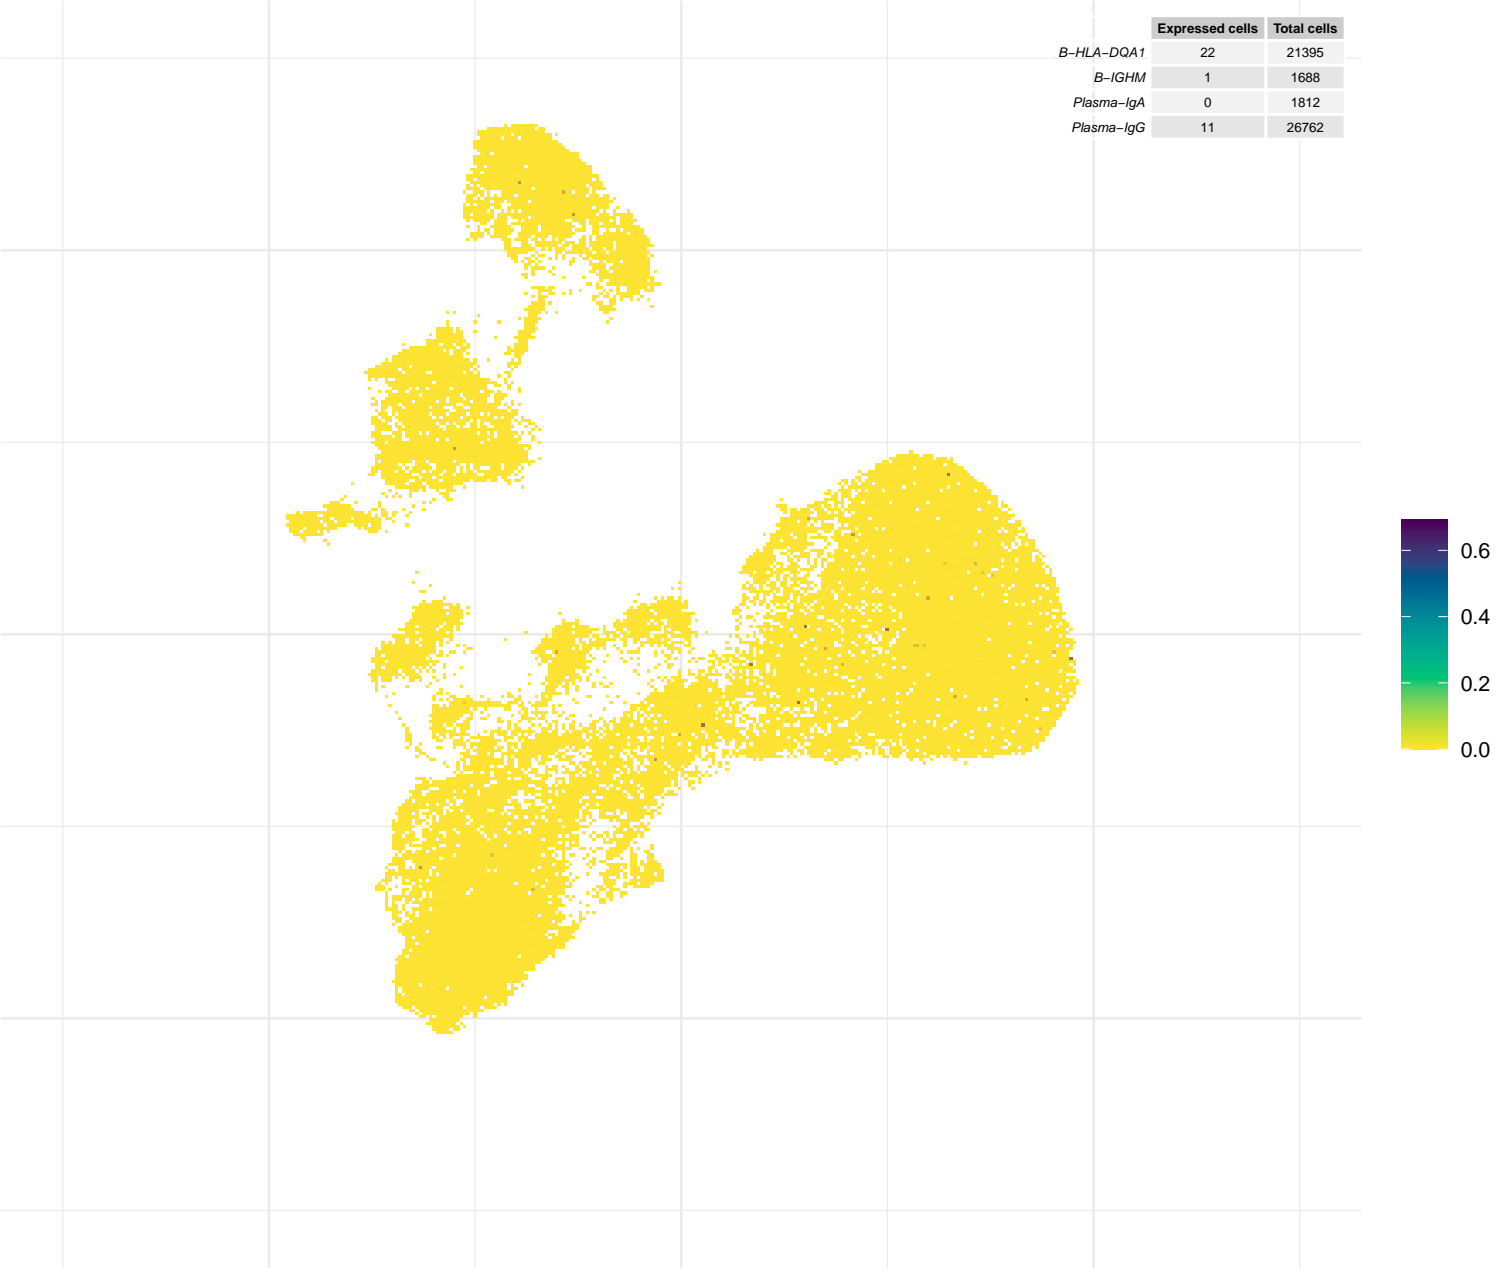 Expressed cells Total cells
B−HLA−DQA1 22 21395
B−IGHM 1 1688
Plasma−IgA 0 1812
Plasma−IgG 11 26762
0.6
0.4
0.2
0.0